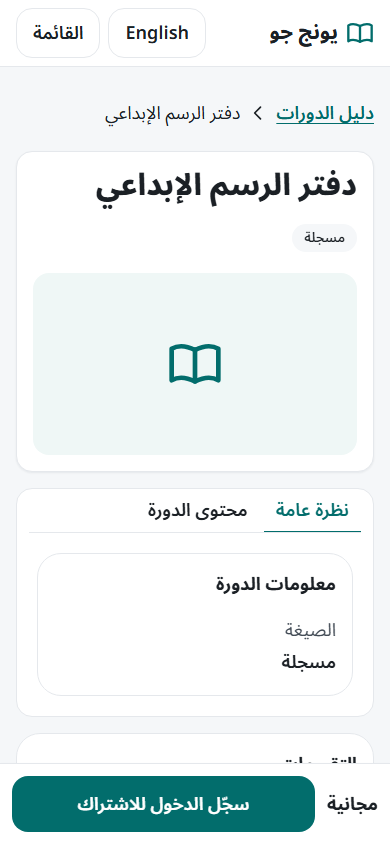 يونج جو
English
القائمة
دليل الدورات
دفتر الرسم الإبداعي
دفتر الرسم الإبداعي
مسجلة
نظرة عامة
محتوى الدورة
معلومات الدورة
الصيغة
مسجلة
مجانية
سجّل الدخول للاشتراك